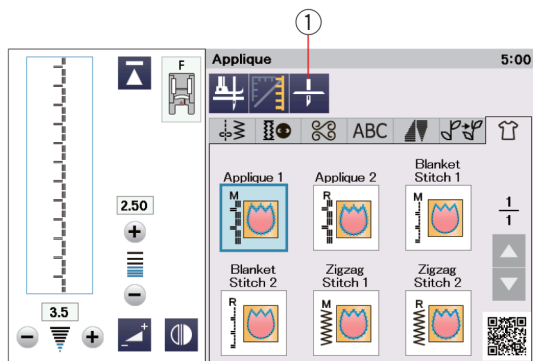 1
F
Applique
5:00
ABC
Applique 1
Applique 2
Blanket
Stitch 1
M
R
M
2.50
1
1
Blanket
Stitch 2
Zigzag
Stitch 1
Zigzag
Stitch 2
R
M
R
3.5